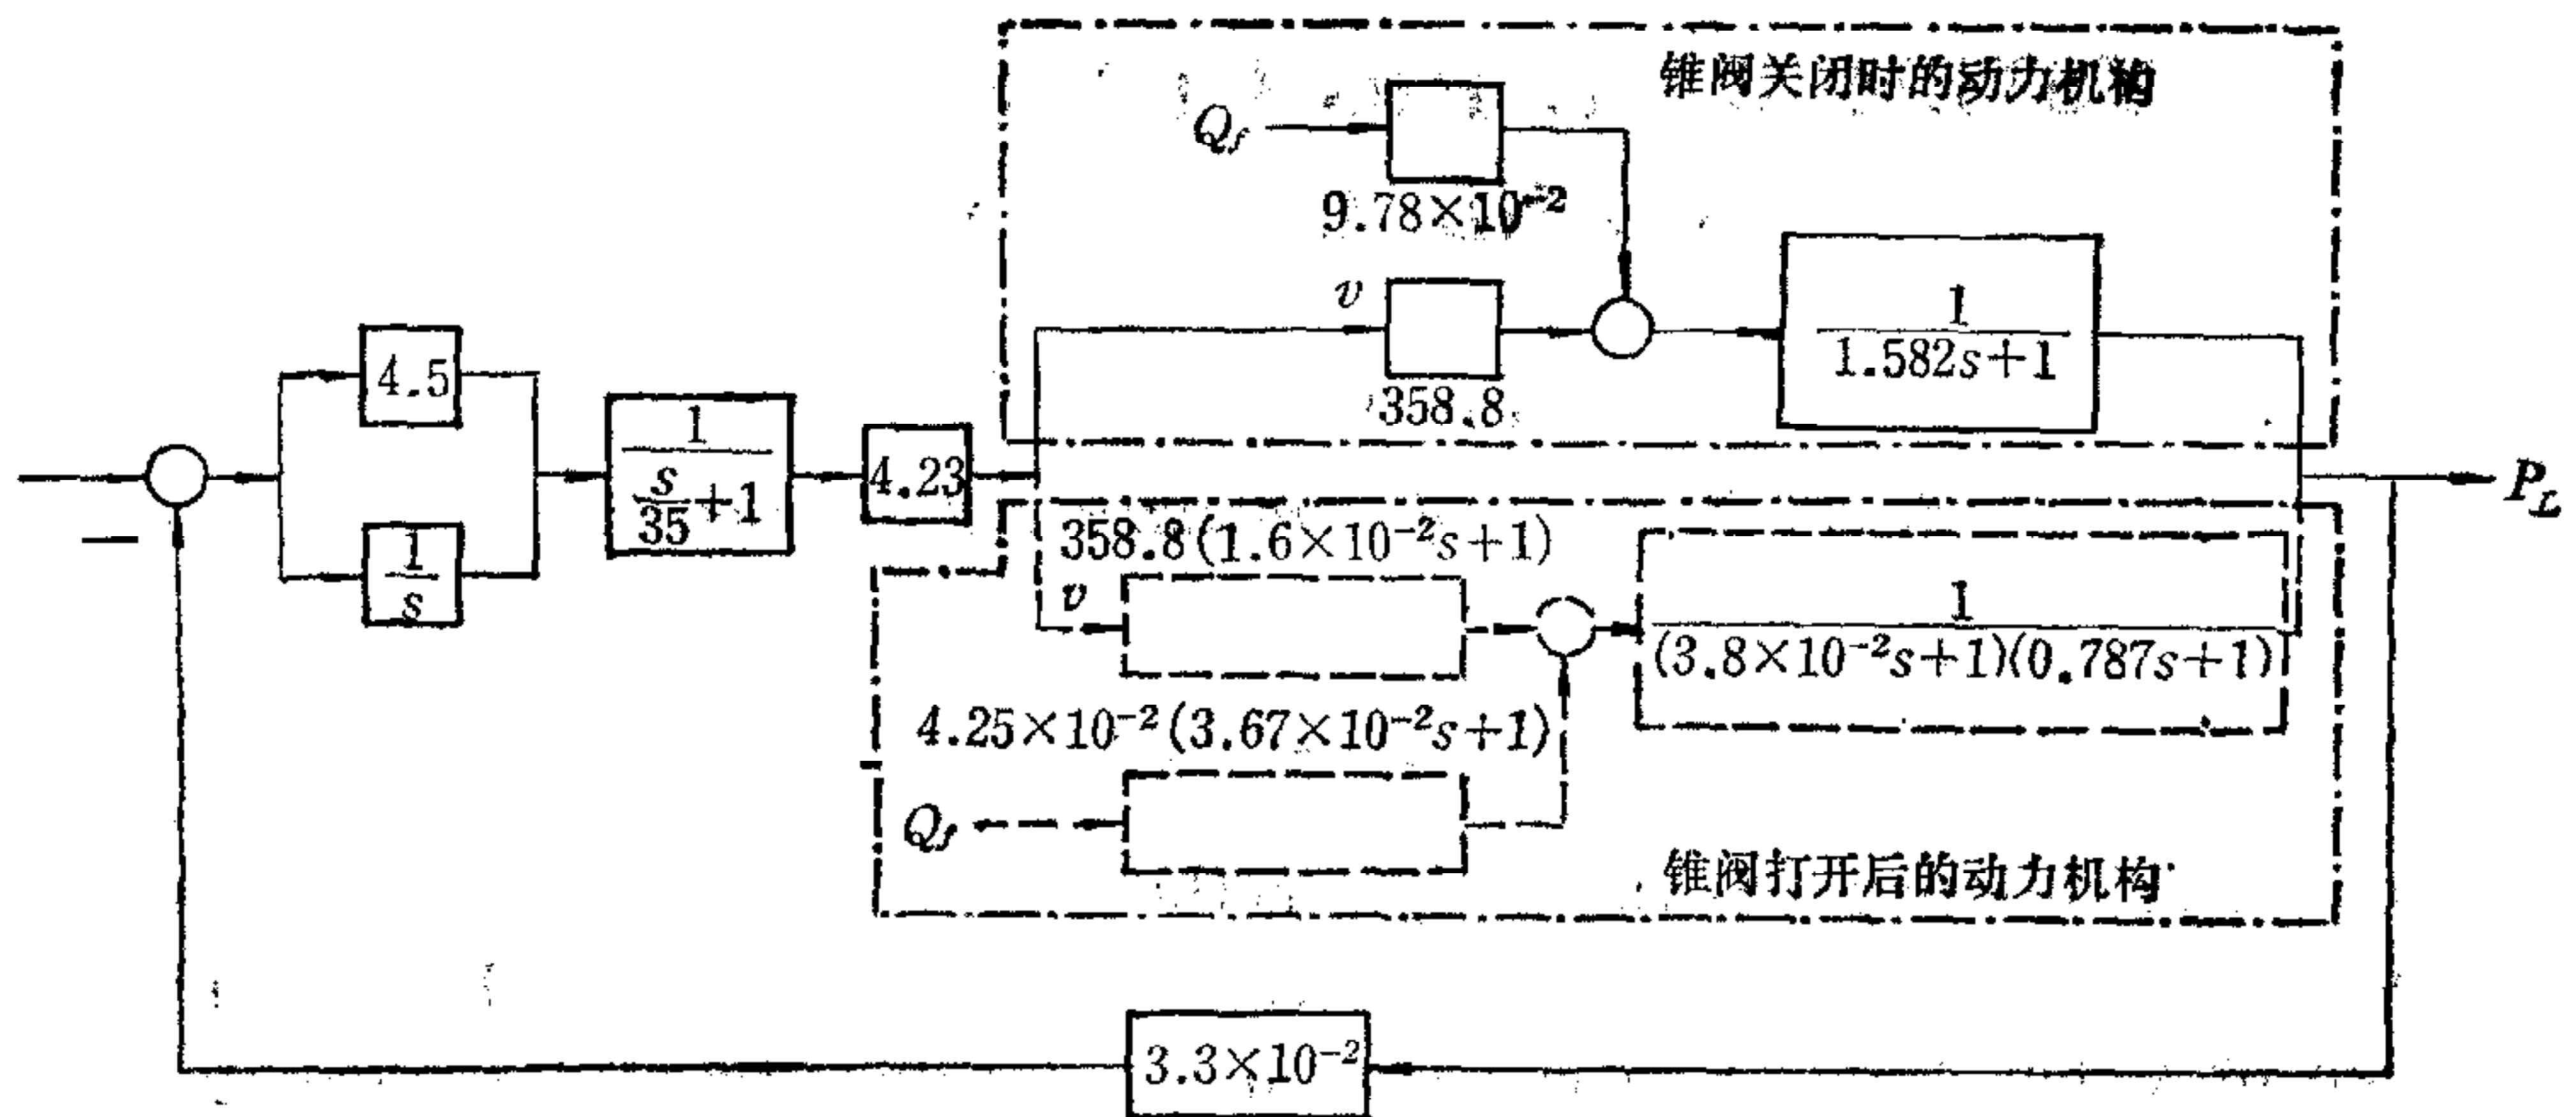 锥阀关闭时的动力机构
Q_f
9.78×10⁻²
v
358.8
1/(1.582s+1)
4.5
1/s
1/(s/35+1)
4.23
P_L
−
358.8(1.6×10⁻²s+1)
v
1/((3.8×10⁻²s+1)(0.787s+1))
4.25×10⁻²(3.67×10⁻²s+1)
Q_f
锥阀打开后的动力机构
3.3×10⁻²